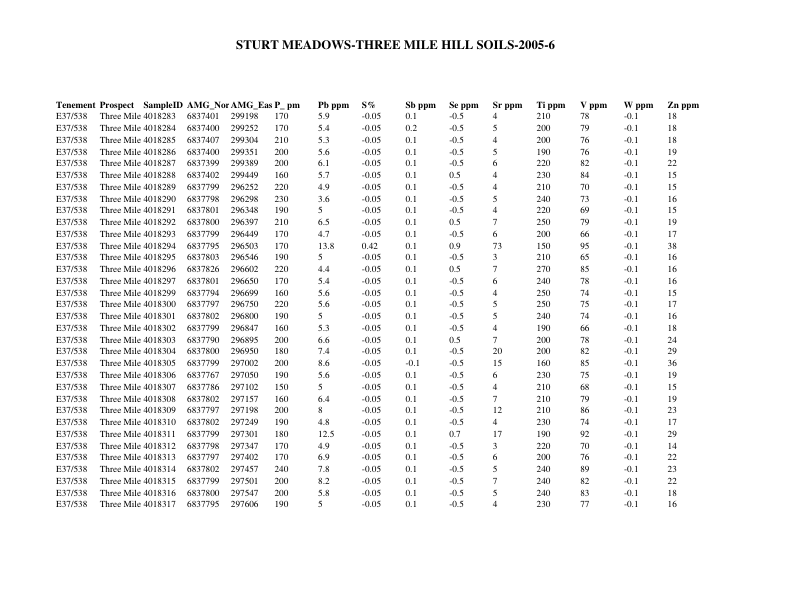 STURT MEADOWS-THREE MILE HILL SOILS-2005-6
Tenement Prospect SampleID AMG_Nor AMG_Eas P_ pm Pb ppm S% Sb ppm Se ppm Sr ppm Ti ppm V ppm W ppm Zn ppm
E37/538 Three Mile 4018283 6837401 299198 170 5.9 -0.05 0.1 -0.5 4 210 78 -0.1 18
E37/538 Three Mile 4018284 6837400 299252 170 5.4 -0.05 0.2 -0.5 5 200 79 -0.1 18
E37/538 Three Mile 4018285 6837407 299304 210 5.3 -0.05 0.1 -0.5 4 200 76 -0.1 18
E37/538 Three Mile 4018286 6837400 299351 200 5.6 -0.05 0.1 -0.5 5 190 76 -0.1 19
E37/538 Three Mile 4018287 6837399 299389 200 6.1 -0.05 0.1 -0.5 6 220 82 -0.1 22
E37/538 Three Mile 4018288 6837402 299449 160 5.7 -0.05 0.1 0.5 4 230 84 -0.1 15
E37/538 Three Mile 4018289 6837799 296252 220 4.9 -0.05 0.1 -0.5 4 210 70 -0.1 15
E37/538 Three Mile 4018290 6837798 296298 230 3.6 -0.05 0.1 -0.5 5 240 73 -0.1 16
E37/538 Three Mile 4018291 6837801 296348 190 5 -0.05 0.1 -0.5 4 220 69 -0.1 15
E37/538 Three Mile 4018292 6837800 296397 210 6.5 -0.05 0.1 0.5 7 250 79 -0.1 19
E37/538 Three Mile 4018293 6837799 296449 170 4.7 -0.05 0.1 -0.5 6 200 66 -0.1 17
E37/538 Three Mile 4018294 6837795 296503 170 13.8 0.42 0.1 0.9 73 150 95 -0.1 38
E37/538 Three Mile 4018295 6837803 296546 190 5 -0.05 0.1 -0.5 3 210 65 -0.1 16
E37/538 Three Mile 4018296 6837826 296602 220 4.4 -0.05 0.1 0.5 7 270 85 -0.1 16
E37/538 Three Mile 4018297 6837801 296650 170 5.4 -0.05 0.1 -0.5 6 240 78 -0.1 16
E37/538 Three Mile 4018299 6837794 296699 160 5.6 -0.05 0.1 -0.5 4 250 74 -0.1 15
E37/538 Three Mile 4018300 6837797 296750 220 5.6 -0.05 0.1 -0.5 5 250 75 -0.1 17
E37/538 Three Mile 4018301 6837802 296800 190 5 -0.05 0.1 -0.5 5 240 74 -0.1 16
E37/538 Three Mile 4018302 6837799 296847 160 5.3 -0.05 0.1 -0.5 4 190 66 -0.1 18
E37/538 Three Mile 4018303 6837790 296895 200 6.6 -0.05 0.1 0.5 7 200 78 -0.1 24
E37/538 Three Mile 4018304 6837800 296950 180 7.4 -0.05 0.1 -0.5 20 200 82 -0.1 29
E37/538 Three Mile 4018305 6837799 297002 200 8.6 -0.05 -0.1 -0.5 15 160 85 -0.1 36
E37/538 Three Mile 4018306 6837767 297050 190 5.6 -0.05 0.1 -0.5 6 230 75 -0.1 19
E37/538 Three Mile 4018307 6837786 297102 150 5 -0.05 0.1 -0.5 4 210 68 -0.1 15
E37/538 Three Mile 4018308 6837802 297157 160 6.4 -0.05 0.1 -0.5 7 210 79 -0.1 19
E37/538 Three Mile 4018309 6837797 297198 200 8 -0.05 0.1 -0.5 12 210 86 -0.1 23
E37/538 Three Mile 4018310 6837802 297249 190 4.8 -0.05 0.1 -0.5 4 230 74 -0.1 17
E37/538 Three Mile 4018311 6837799 297301 180 12.5 -0.05 0.1 0.7 17 190 92 -0.1 29
E37/538 Three Mile 4018312 6837798 297347 170 4.9 -0.05 0.1 -0.5 3 220 70 -0.1 14
E37/538 Three Mile 4018313 6837797 297402 170 6.9 -0.05 0.1 -0.5 6 200 76 -0.1 22
E37/538 Three Mile 4018314 6837802 297457 240 7.8 -0.05 0.1 -0.5 5 240 89 -0.1 23
E37/538 Three Mile 4018315 6837799 297501 200 8.2 -0.05 0.1 -0.5 7 240 82 -0.1 22
E37/538 Three Mile 4018316 6837800 297547 200 5.8 -0.05 0.1 -0.5 5 240 83 -0.1 18
E37/538 Three Mile 4018317 6837795 297606 190 5 -0.05 0.1 -0.5 4 230 77 -0.1 16